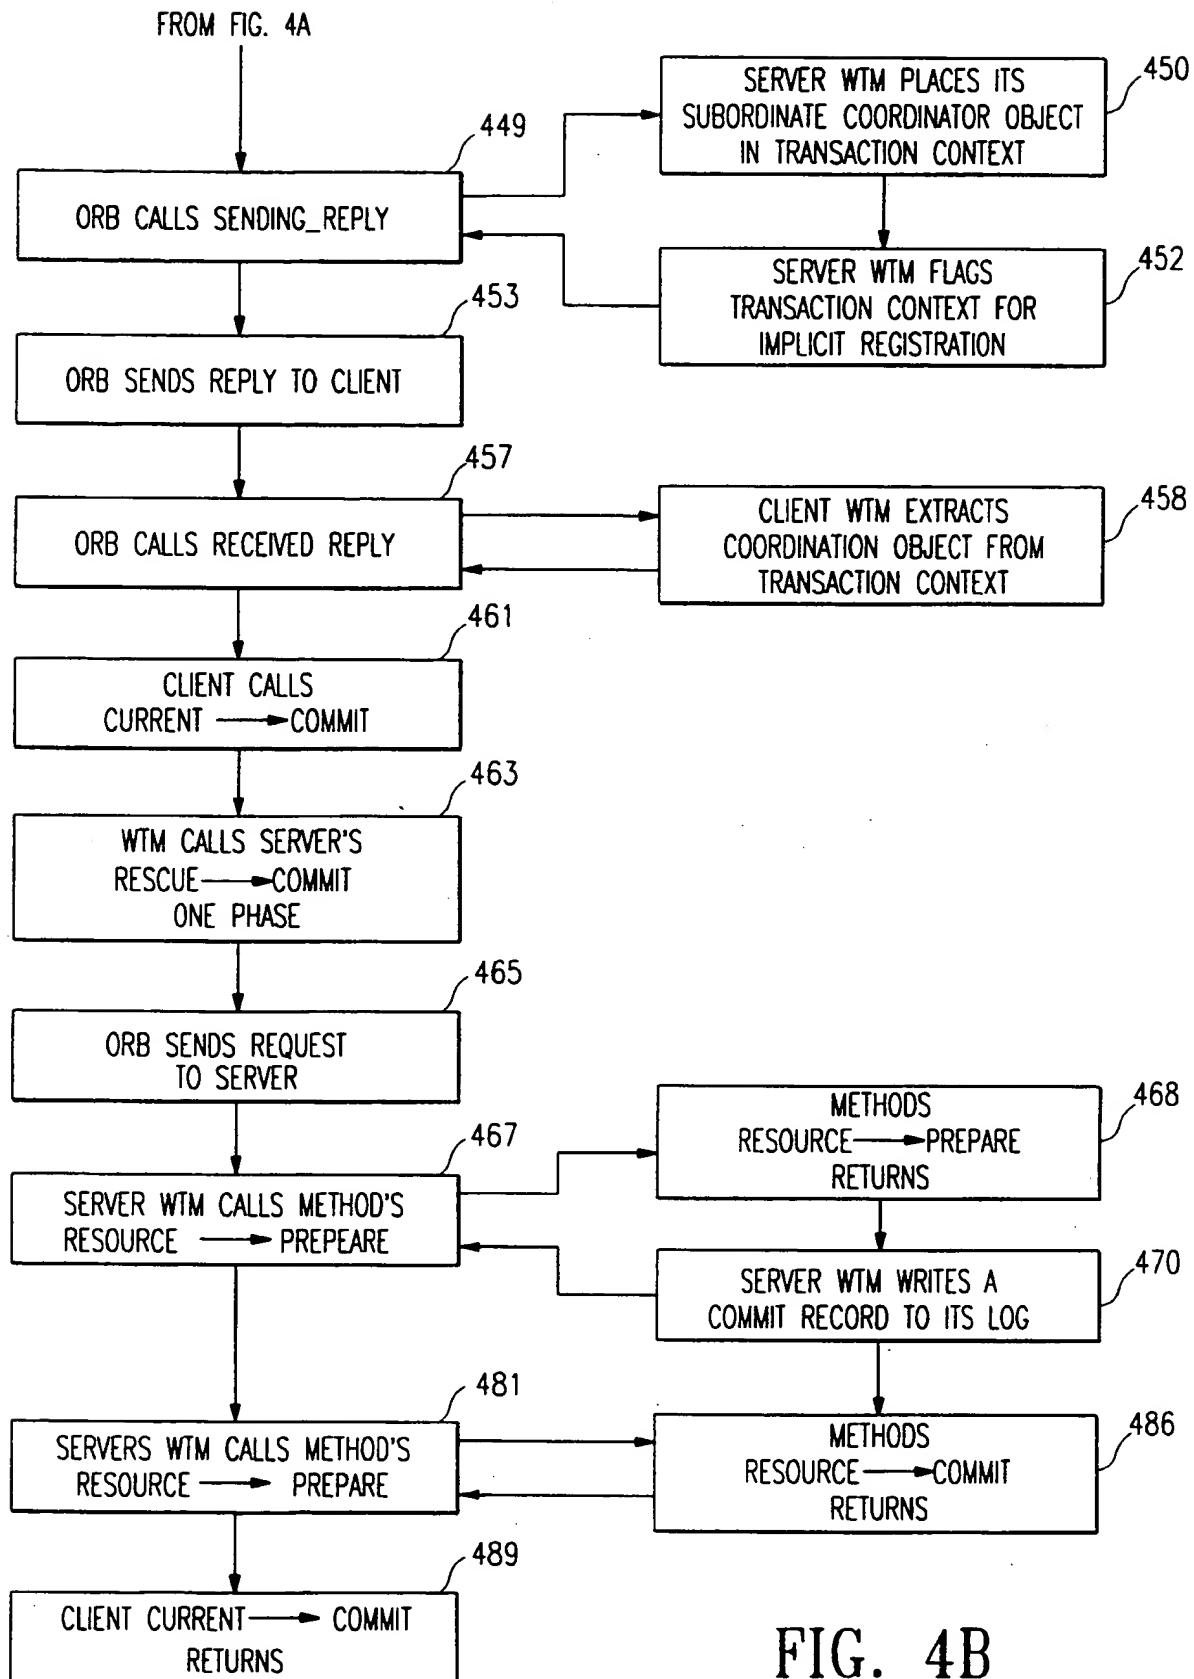 FROM FIG. 4A
449
ORB CALLS SENDING_REPLY
450
SERVER WTM PLACES ITS
SUBORDINATE COORDINATOR OBJECT
IN TRANSACTION CONTEXT
452
SERVER WTM FLAGS
TRANSACTION CONTEXT FOR
IMPLICIT REGISTRATION
453
ORB SENDS REPLY TO CLIENT
457
ORB CALLS RECEIVED REPLY
458
CLIENT WTM EXTRACTS
COORDINATION OBJECT FROM
TRANSACTION CONTEXT
461
CLIENT CALLS
CURRENT → COMMIT
463
WTM CALLS SERVER'S
RESCUE → COMMIT
ONE PHASE
465
ORB SENDS REQUEST
TO SERVER
467
SERVER WTM CALLS METHOD'S
RESOURCE → PREPEARE
468
METHODS
RESOURCE → PREPARE
RETURNS
470
SERVER WTM WRITES A
COMMIT RECORD TO ITS LOG
481
SERVERS WTM CALLS METHOD'S
RESOURCE → PREPARE
486
METHODS
RESOURCE → COMMIT
RETURNS
489
CLIENT CURRENT → COMMIT
RETURNS
FIG. 4B